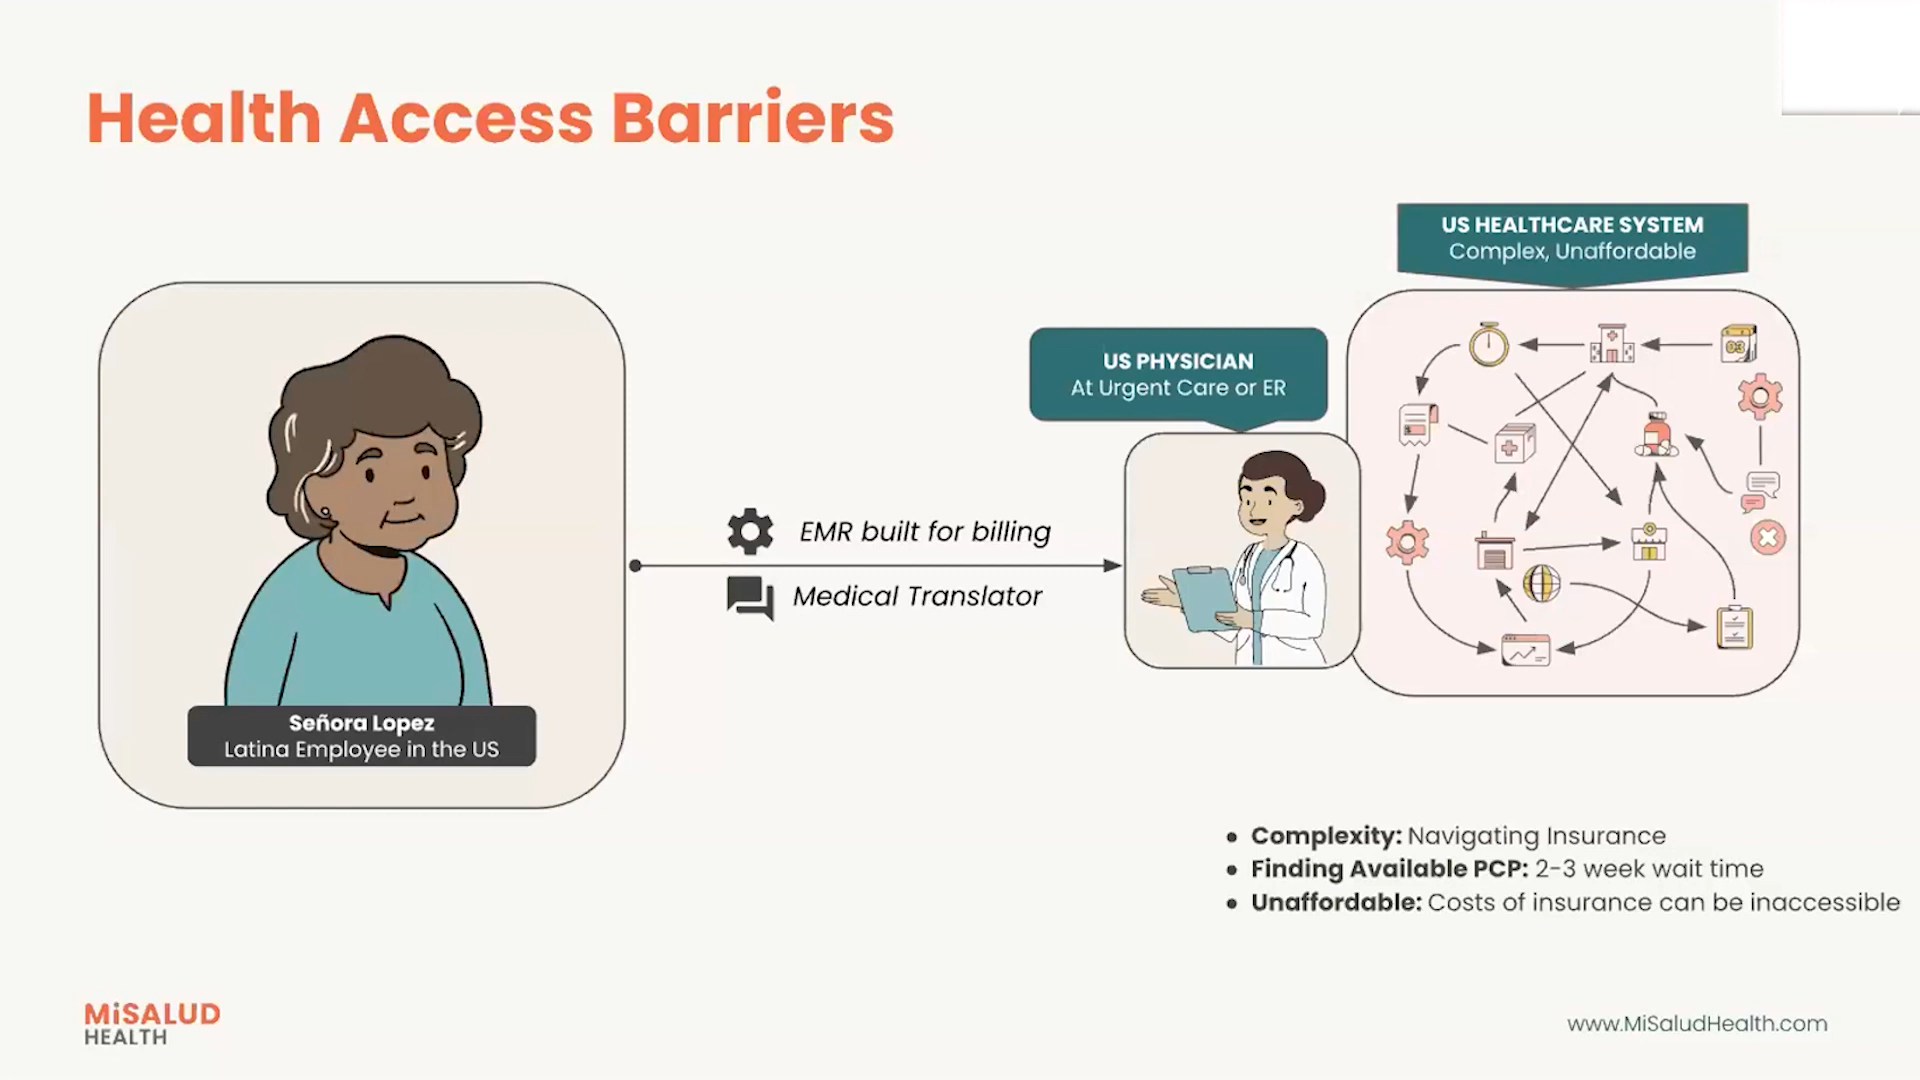 Health Access Barriers
US HEALTHCARE SYSTEM
Complex, Unaffordable
US PHYSICIAN
At Urgent Care or ER
EMR built for billing
Medical Translator
Señora Lopez
Latina Employee in the US
• Complexity: Navigating Insurance
• Finding Available PCP: 2-3 week wait time
• Unaffordable: Costs of insurance can be inaccessible
MiSALUD
HEALTH
www.MiSaludHealth.com